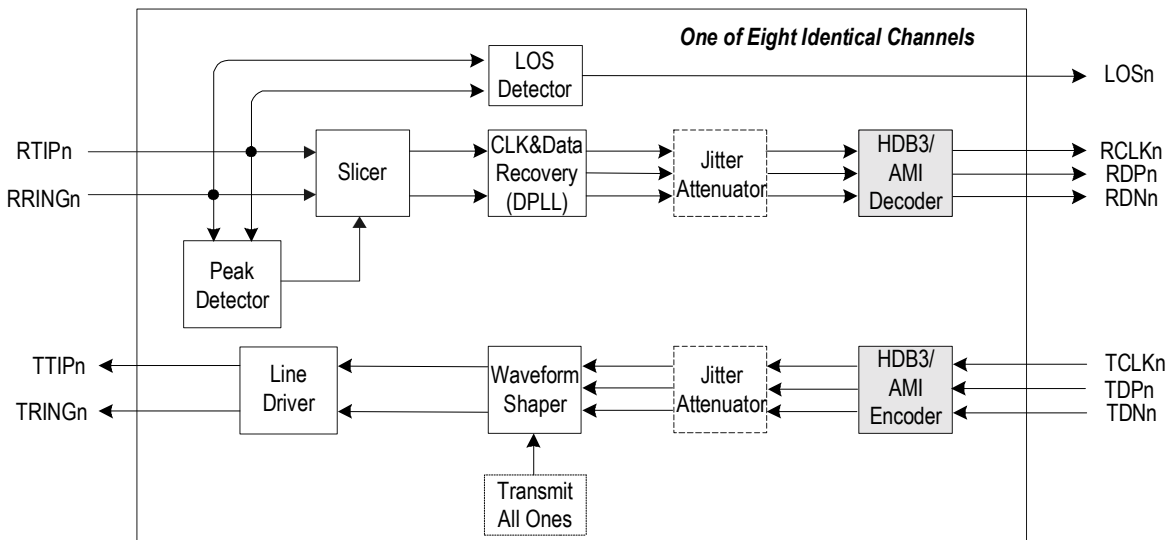 One of Eight Identical Channels
LOS
Detector
LOSn
RTIPn
RRINGn
Slicer
CLK&Data
Recovery
(DPLL)
Jitter
Attenuator
HDB3/
AMI
Decoder
RCLKn
RDPn
RDNn
Peak
Detector
TTIPn
TRINGn
Line
Driver
Waveform
Shaper
Jitter
Attenuator
HDB3/
AMI
Encoder
TCLKn
TDPn
TDNn
Transmit
All Ones